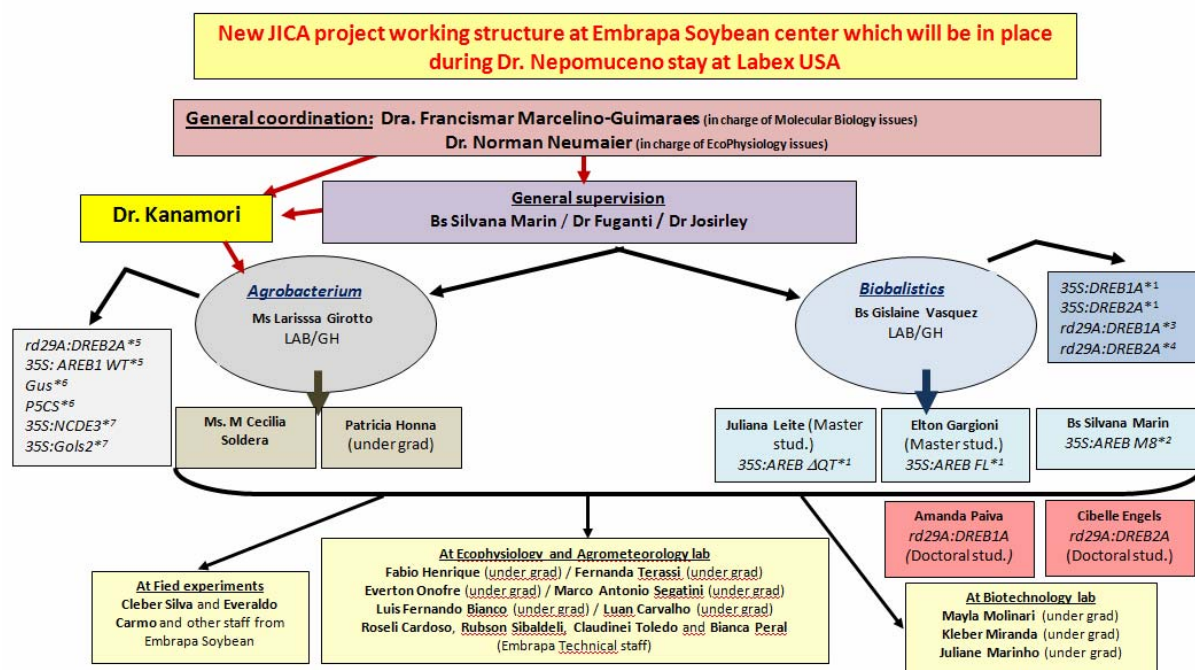 New JICA project working structure at Embrapa Soybean center which will be in place
during Dr. Nepomuceno stay at Labex USA
General coordination: Dra. Francismar Marcelino-Guimaraes (in charge of Molecular Biology issues)
Dr. Norman Neumaier (in charge of EcoPhysiology issues)
Dr. Kanamori
General supervision
Bs Silvana Marin / Dr Fuganti / Dr Josirley
Agrobacterium
Ms Larisssa Girotto
LAB/GH
Biobalistics
Bs Gislaine Vasquez
LAB/GH
35S:DREB1A*1
35S:DREB2A*1
rd29A:DREB1A*3
rd29A:DREB2A*4
rd29A:DREB2A*5
35S: AREB1 WT*5
Gus*6
P5CS*6
35S:NCDE3*7
35S:Gols2*7
Ms. M Cecilia
Soldera
Patricia Honna
(under grad)
Juliana Leite (Master
stud.)
35S:AREB ΔQT*1
Elton Gargioni
(Master stud.)
35S:AREB FL*1
Bs Silvana Marin
35S:AREB M8*2
Amanda Paiva
rd29A:DREB1A
(Doctoral stud.)
Cibelle Engels
rd29A:DREB2A
(Doctoral stud.)
At Fied experiments
Cleber Silva and Everaldo
Carmo and other staff from
Embrapa Soybean
At Ecophysiology and Agrometeorology lab
Fabio Henrique (under grad) / Fernanda Terassi (under grad)
Everton Onofre (under grad) / Marco Antonio Segatini (under grad)
Luis Fernando Bianco (under grad) / Luan Carvalho (under grad)
Roseli Cardoso, Rubson Sibaldeli, Claudinei Toledo and Bianca Peral
(Embrapa Technical staff)
At Biotechnology lab
Mayla Molinari (under grad)
Kleber Miranda (under grad)
Juliane Marinho (under grad)